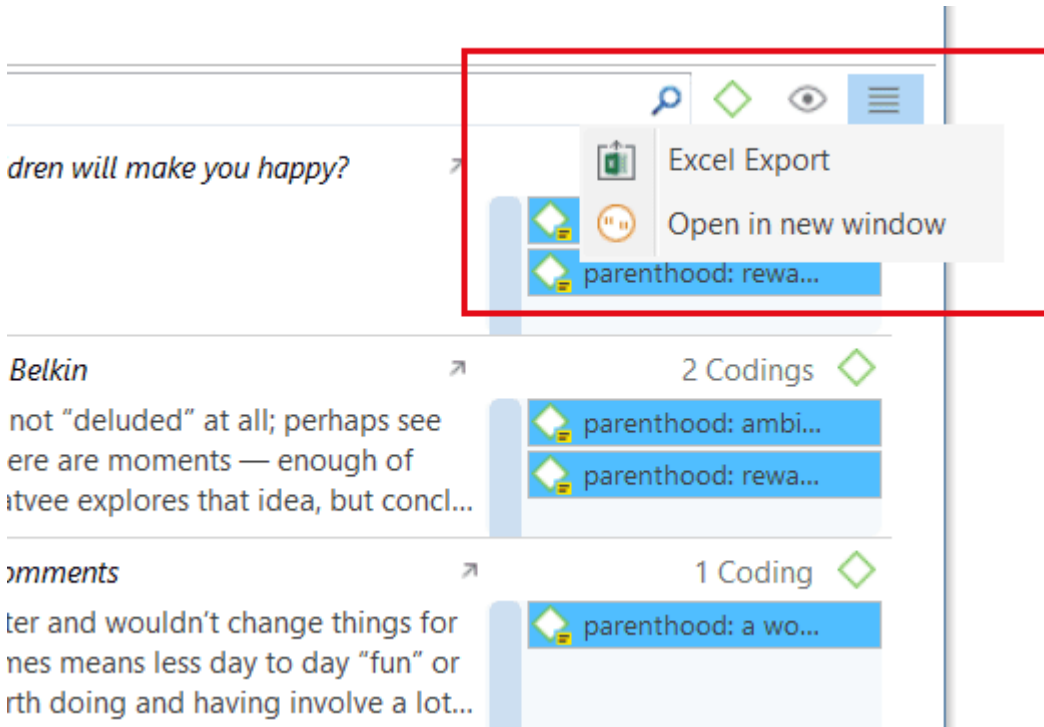 dren will make you happy?
Excel Export
Open in new window
parenthood: rewa...
Belkin
2 Codings
not “deluded” at all; perhaps see
ere are moments — enough of
atvee explores that idea, but concl...
parenthood: ambi...
parenthood: rewa...
omments
1 Coding
ter and wouldn’t change things for
mes means less day to day “fun” or
rth doing and having involve a lot...
parenthood: a wo...